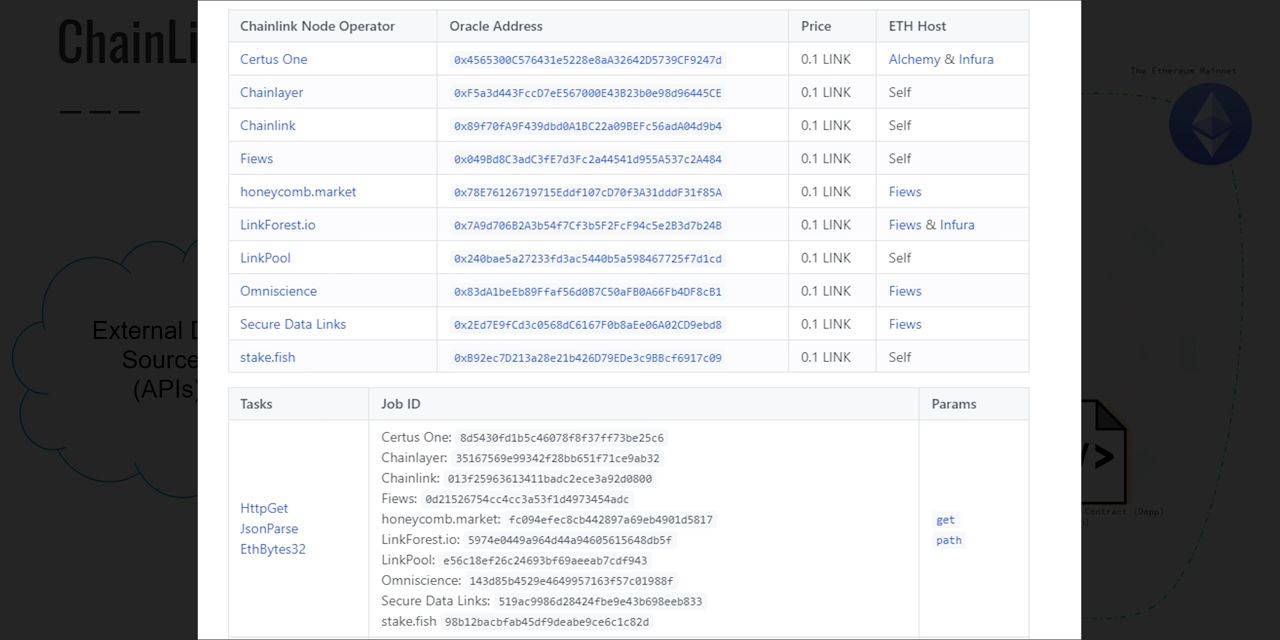 ChainLi
The Ethereum Mainnet
External D
Source
(APIs)
Contract (Dapp)
Chainlink Node Operator Oracle Address Price ETH Host
Certus One 0x4565300C576431e5228e8aA32642D5739CF9247d 0.1 LINK Alchemy & Infura
Chainlayer 0xF5a3d443FccD7eE567000E43B23b0e98d96445CE 0.1 LINK Self
Chainlink 0x89f70fA9F439dbd0A1BC22a09BEFc56adA04d9b4 0.1 LINK Self
Fiews 0x049Bd8C3adC3fE7d3Fc2a44541d955A537c2A484 0.1 LINK Self
honeycomb.market 0x78E76126719715Eddf107cD70f3A31dddF31f85A 0.1 LINK Fiews
LinkForest.io 0x7A9d706B2A3b54f7Cf3b5F2FcF94c5e2B3d7b24B 0.1 LINK Fiews & Infura
LinkPool 0x240bae5a27233fd3ac5440b5a598467725f7d1cd 0.1 LINK Self
Omniscience 0x83dA1beEb89Ffaf56d0B7C50aFB0A66Fb4DF8cB1 0.1 LINK Fiews
Secure Data Links 0x2Ed7E9fCd3c0568dC6167F0b8aEe06A02CD9ebd8 0.1 LINK Fiews
stake.fish 0xB92ec7D213a28e21b426D79EDe3c9BBcf6917c09 0.1 LINK Self
Tasks Job ID Params
Certus One: 8d5430fd1b5c46078f8f37ff73be25c6
Chainlayer: 35167569e99342f28bb651f71ce9ab32
Chainlink: 013f25963613411badc2ece3a92d0800
Fiews: 0d21526754cc4cc3a53f1d4973454adc
honeycomb.market: fc094efec8cb442897a69eb4901d5817
LinkForest.io: 5974e0449a964d44a94605615648db5f
LinkPool: e56c18ef26c24693bf69aeeab7cdf943
Omniscience: 143d85b4529e4649957163f57c01988f
Secure Data Links: 519ac9986d28424fbe9e43b698eeb833
stake.fish 98b12bacbfab45df9deabe9ce6c1c82d
HttpGet
JsonParse
EthBytes32
get
path